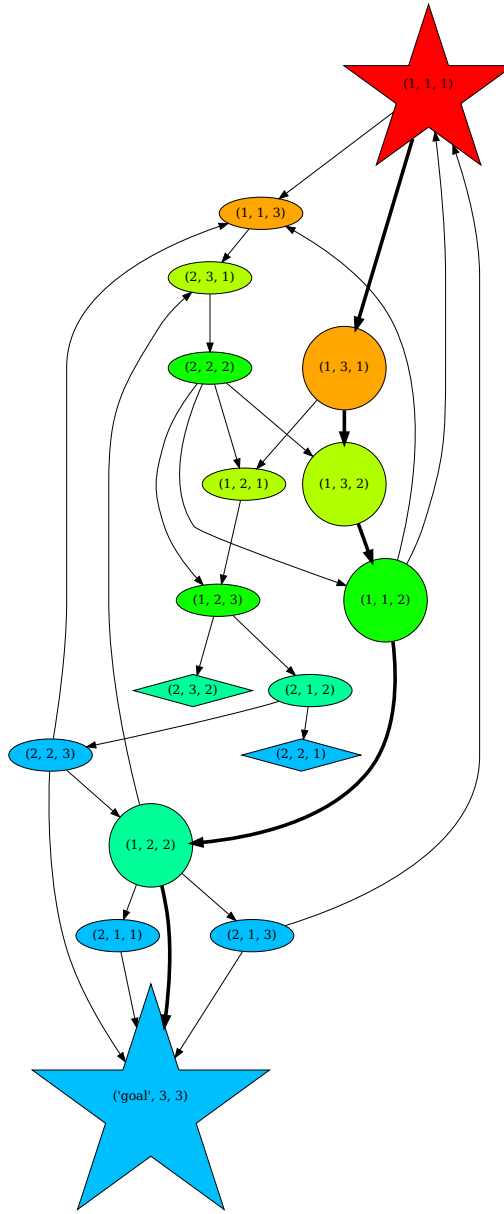 (1, 1, 1)
(1, 1, 3)
(2, 3, 1)
(2, 2, 2)
(1, 3, 1)
(1, 2, 1)
(1, 3, 2)
(1, 2, 3)
(1, 1, 2)
(2, 3, 2)
(2, 1, 2)
(2, 2, 3)
(2, 2, 1)
(1, 2, 2)
(2, 1, 1)
(2, 1, 3)
('goal', 3, 3)